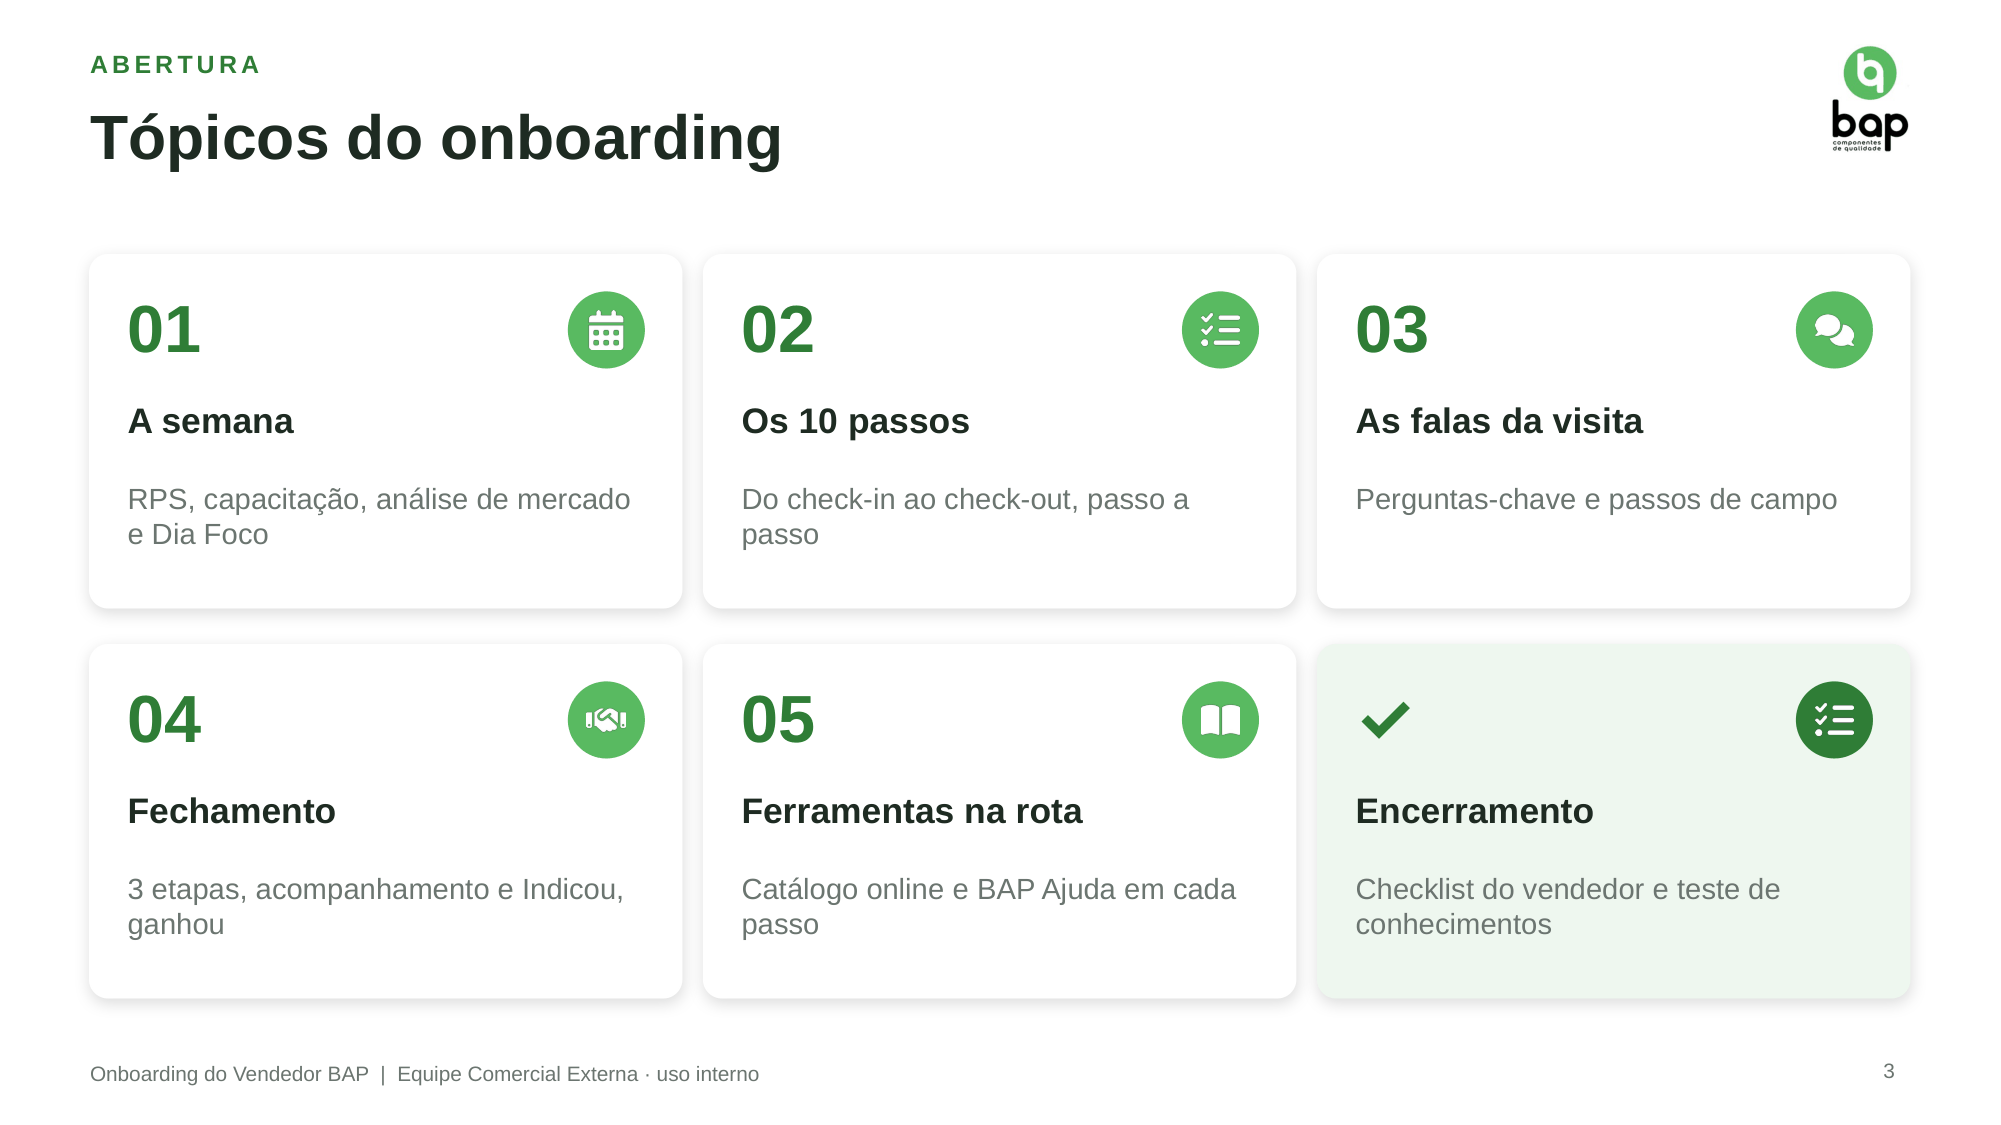 ABERTURA
Tópicos do onboarding
bap
componentes
de qualidade
01
A semana
RPS, capacitação, análise de mercado
e Dia Foco
02
Os 10 passos
Do check-in ao check-out, passo a
passo
03
As falas da visita
Perguntas-chave e passos de campo
04
Fechamento
3 etapas, acompanhamento e Indicou,
ganhou
05
Ferramentas na rota
Catálogo online e BAP Ajuda em cada
passo
Encerramento
Checklist do vendedor e teste de
conhecimentos
Onboarding do Vendedor BAP | Equipe Comercial Externa · uso interno
3